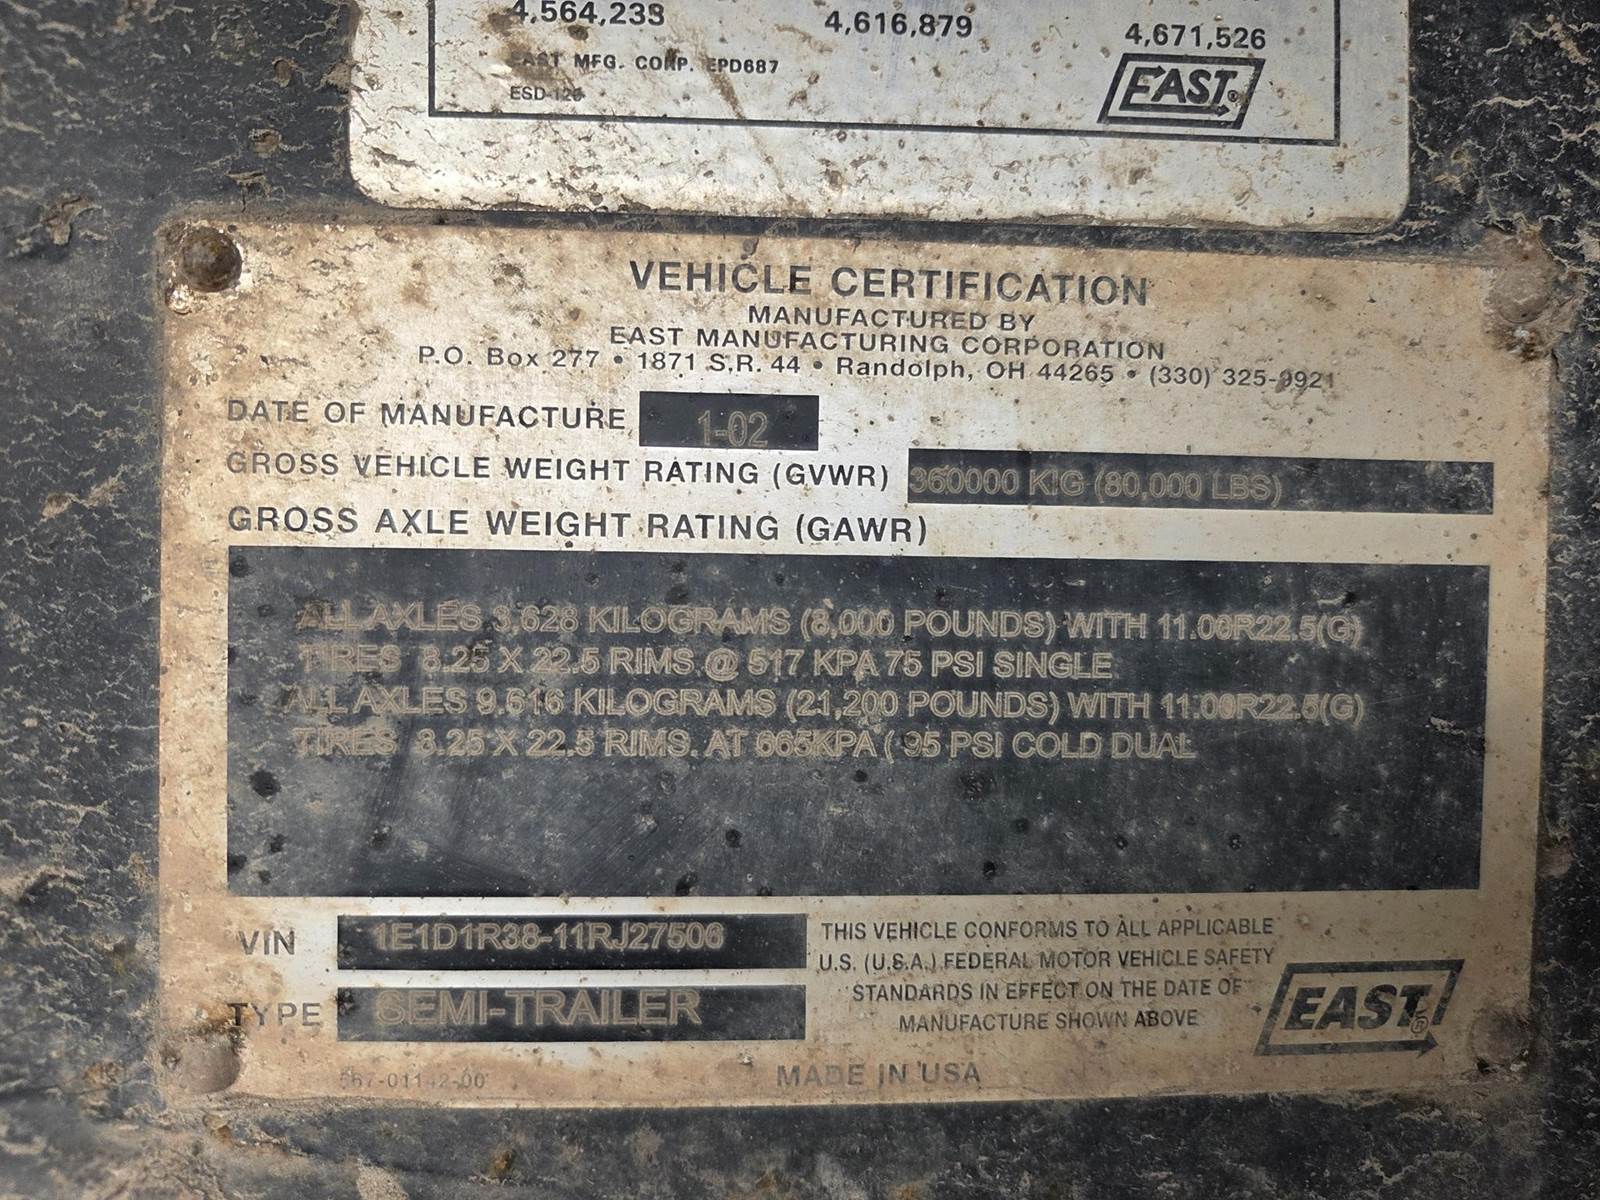 4,564,233
4,616,879
4,671,526
EAST MFG. CORP. EPD687
ESD-126
EAST
VEHICLE CERTIFICATION
MANUFACTURED BY
EAST MANUFACTURING CORPORATION
P.O. Box 277 • 1871 S.R. 44 • Randolph, OH 44265 • (330) 325-9921
DATE OF MANUFACTURE 1-02
GROSS VEHICLE WEIGHT RATING (GVWR) 360000 KIG (80,000 LBS)
GROSS AXLE WEIGHT RATING (GAWR)
ALL AXLES 3,628 KILOGRAMS (8,000 POUNDS) WITH 11.00R22.5(G)
TIRES 8.25 X 22.5 RIMS @ 517 KPA 75 PSI SINGLE
ALL AXLES 9,616 KILOGRAMS (21,200 POUNDS) WITH 11.00R22.5(G)
TIRES 8.25 X 22.5 RIMS. AT 665KPA ( 95 PSI COLD DUAL
VIN 1E1D1R38-11RJ27506
TYPE SEMI-TRAILER
THIS VEHICLE CONFORMS TO ALL APPLICABLE
U.S. (U.S.A.) FEDERAL MOTOR VEHICLE SAFETY
STANDARDS IN EFFECT ON THE DATE OF
MANUFACTURE SHOWN ABOVE
EAST
567-01142-00
MADE IN USA